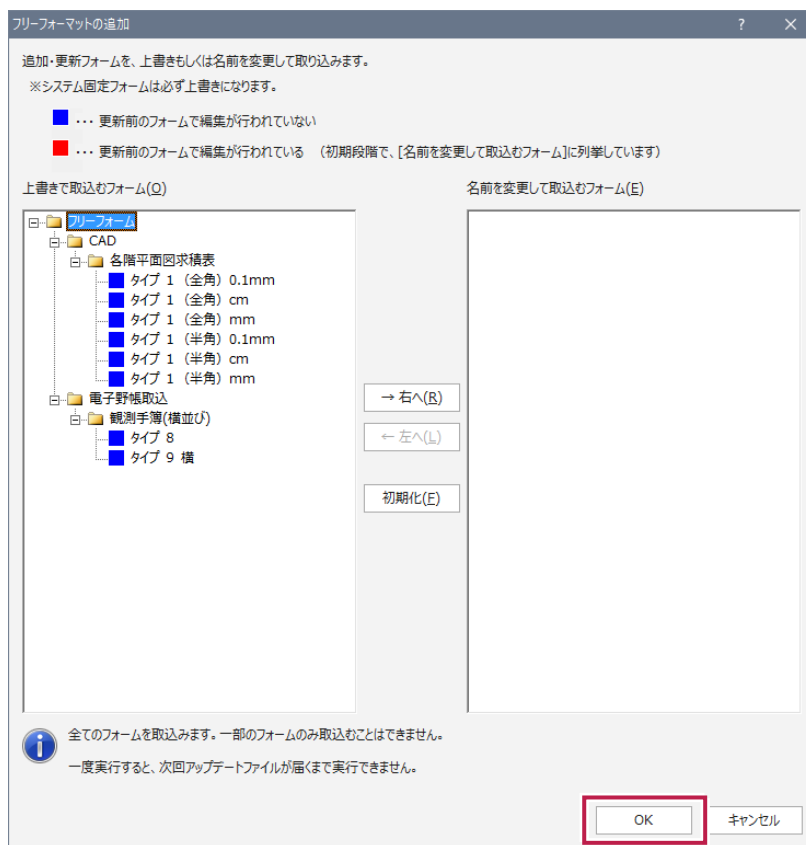 フリーフォーマットの追加
追加・更新フォームを、上書きもしくは名前を変更して取り込みます。
※システム固定フォームは必ず上書きになります。
・・・ 更新前のフォームで編集が行われていない
・・・ 更新前のフォームで編集が行われている （初期段階で、[名前を変更して取込むフォーム]に列挙しています）
上書きで取込むフォーム(O)
名前を変更して取込むフォーム(E)
フリーフォーム
CAD
各階平面図求積表
タイプ 1 （全角）0.1mm
タイプ 1 （全角）cm
タイプ 1 （全角）mm
タイプ 1 （半角）0.1mm
タイプ 1 （半角）cm
タイプ 1 （半角）mm
電子野帳取込
観測手簿(横並び)
タイプ 8
タイプ 9 横
→ 右へ(R)
← 左へ(L)
初期化(F)
全てのフォームを取込みます。一部のフォームのみ取込むことはできません。
一度実行すると、次回アップデートファイルが届くまで実行できません。
OK
キャンセル